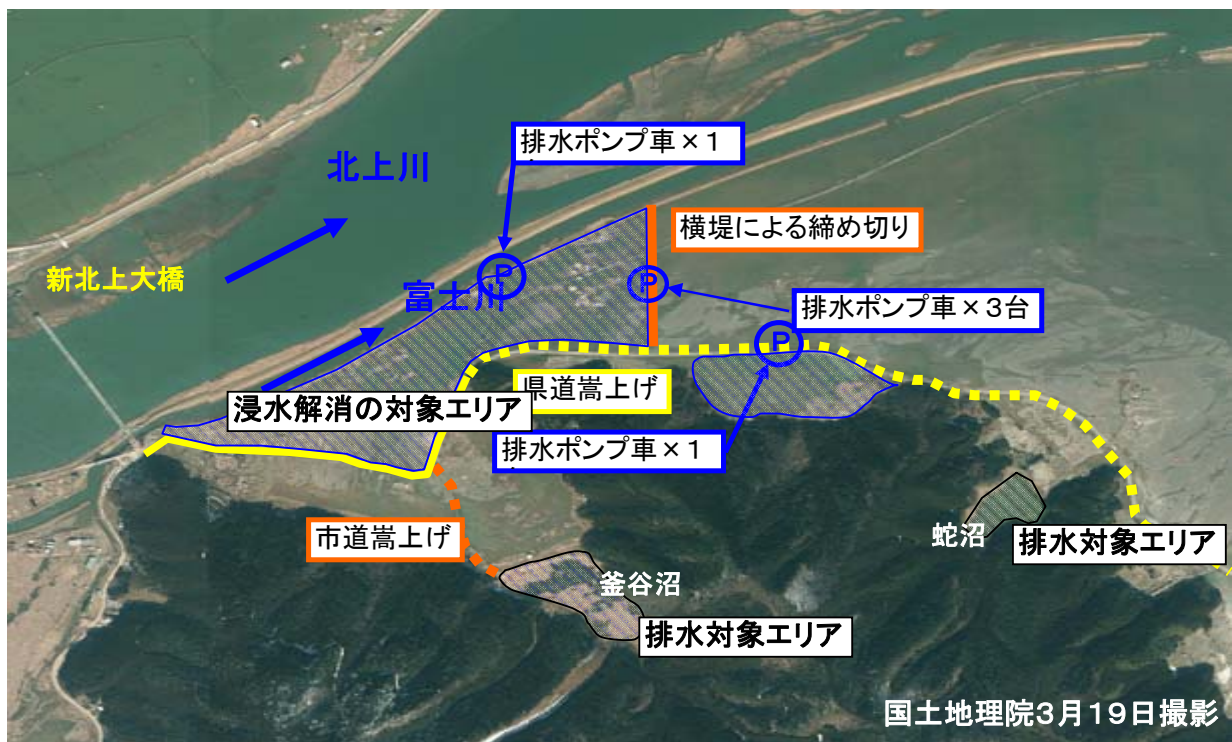 排水ポンプ車×1
北上川
横堤による締め切り
新北上大橋
P
P
富士川
排水ポンプ車×3台
P
県道嵩上げ
浸水解消の対象エリア
排水ポンプ車×1
市道嵩上げ
蛇沼
排水対象エリア
釜谷沼
排水対象エリア
国土地理院3月19日撮影